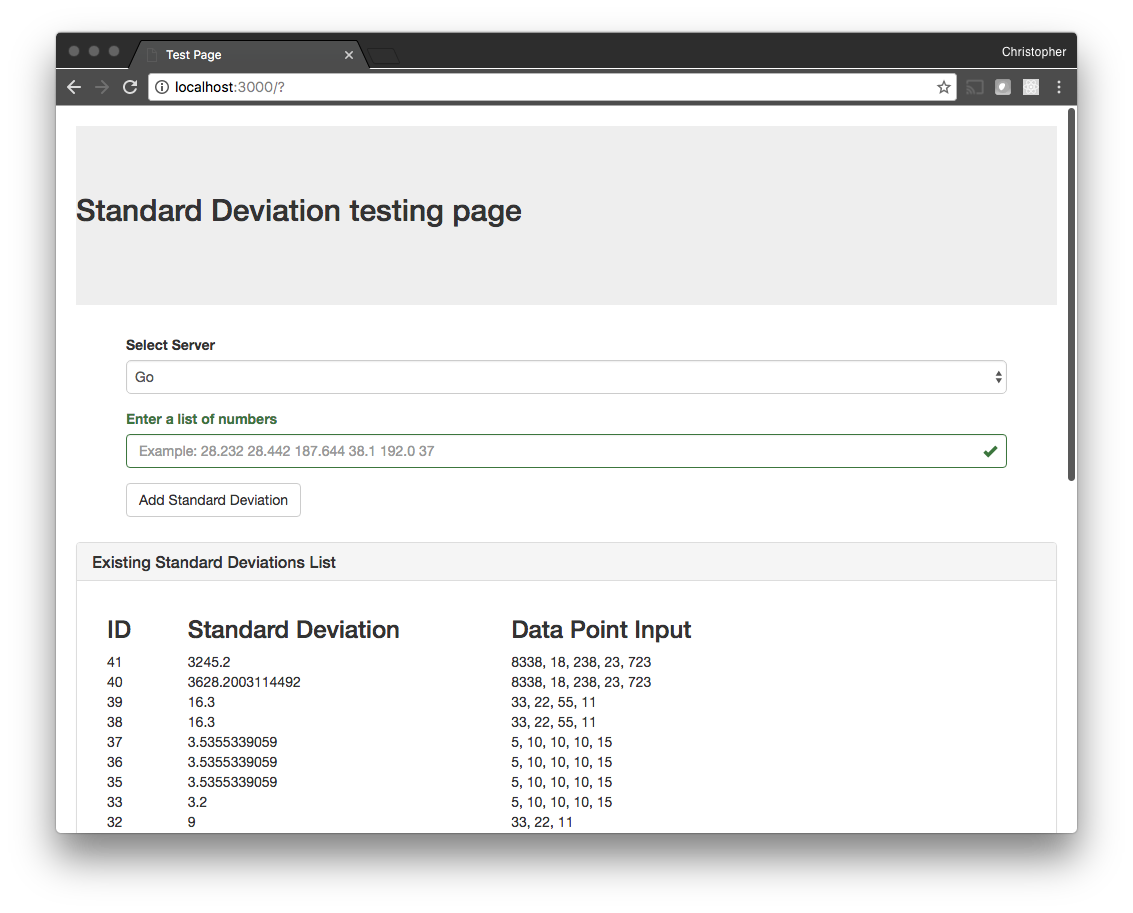 Test Page
Christopher
localhost:3000/?
Standard Deviation testing page
Select Server
Go
Enter a list of numbers
Example: 28.232 28.442 187.644 38.1 192.0 37
Add Standard Deviation
Existing Standard Deviations List
ID Standard Deviation Data Point Input
41 3245.2 8338, 18, 238, 23, 723
40 3628.2003114492 8338, 18, 238, 23, 723
39 16.3 33, 22, 55, 11
38 16.3 33, 22, 55, 11
37 3.5355339059 5, 10, 10, 10, 15
36 3.5355339059 5, 10, 10, 10, 15
35 3.5355339059 5, 10, 10, 10, 15
33 3.2 5, 10, 10, 10, 15
32 9 33, 22, 11